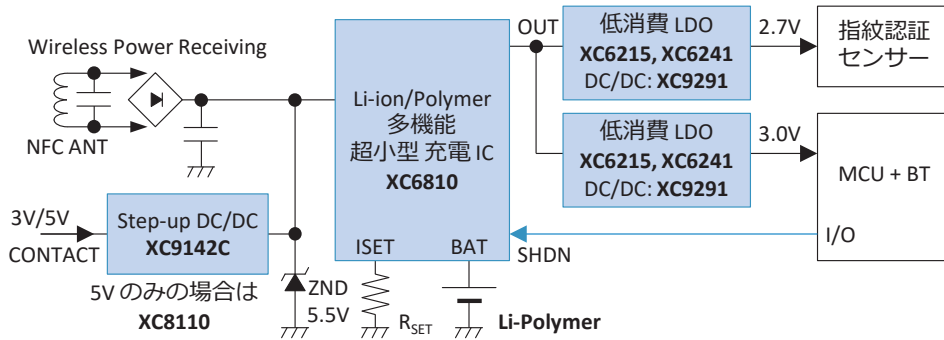 Wireless Power Receiving
NFC ANT
3V/5V
CONTACT
Step-up DC/DC
XC9142C
5V のみの場合は
XC8110
ZND
5.5V
Li-ion/Polymer
多機能
超小型 充電 IC
XC6810
ISET
BAT
RSET
Li-Polymer
OUT
SHDN
低消費 LDO
XC6215, XC6241
DC/DC: XC9291
2.7V
指紋認証
センサー
低消費 LDO
XC6215, XC6241
DC/DC: XC9291
3.0V
MCU + BT
I/O